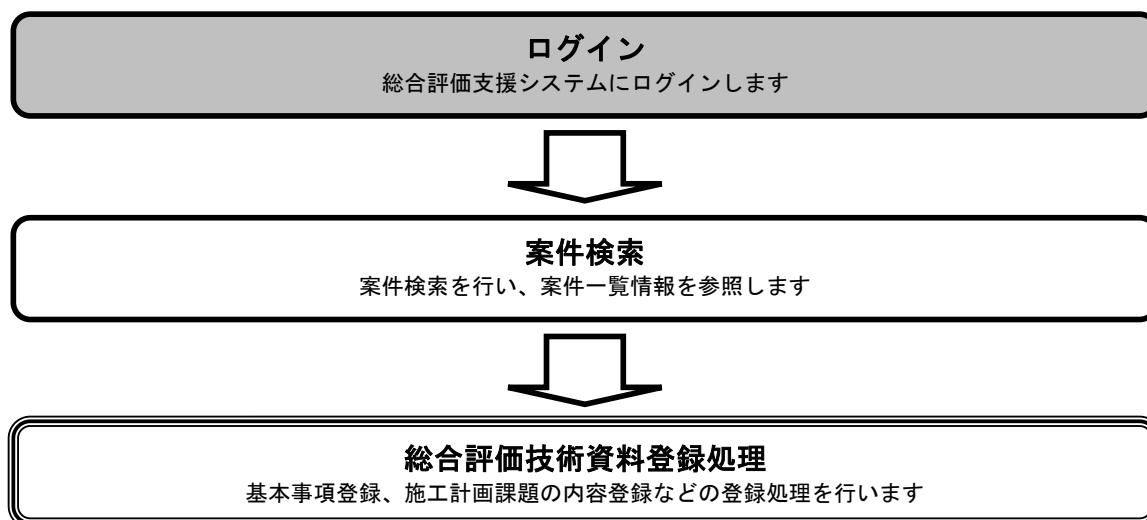 ログイン
総合評価支援システムにログインします
案件検索
案件検索を行い、案件一覧情報を参照します
総合評価技術資料登録処理
基本事項登録、施工計画課題の内容登録などの登録処理を行います